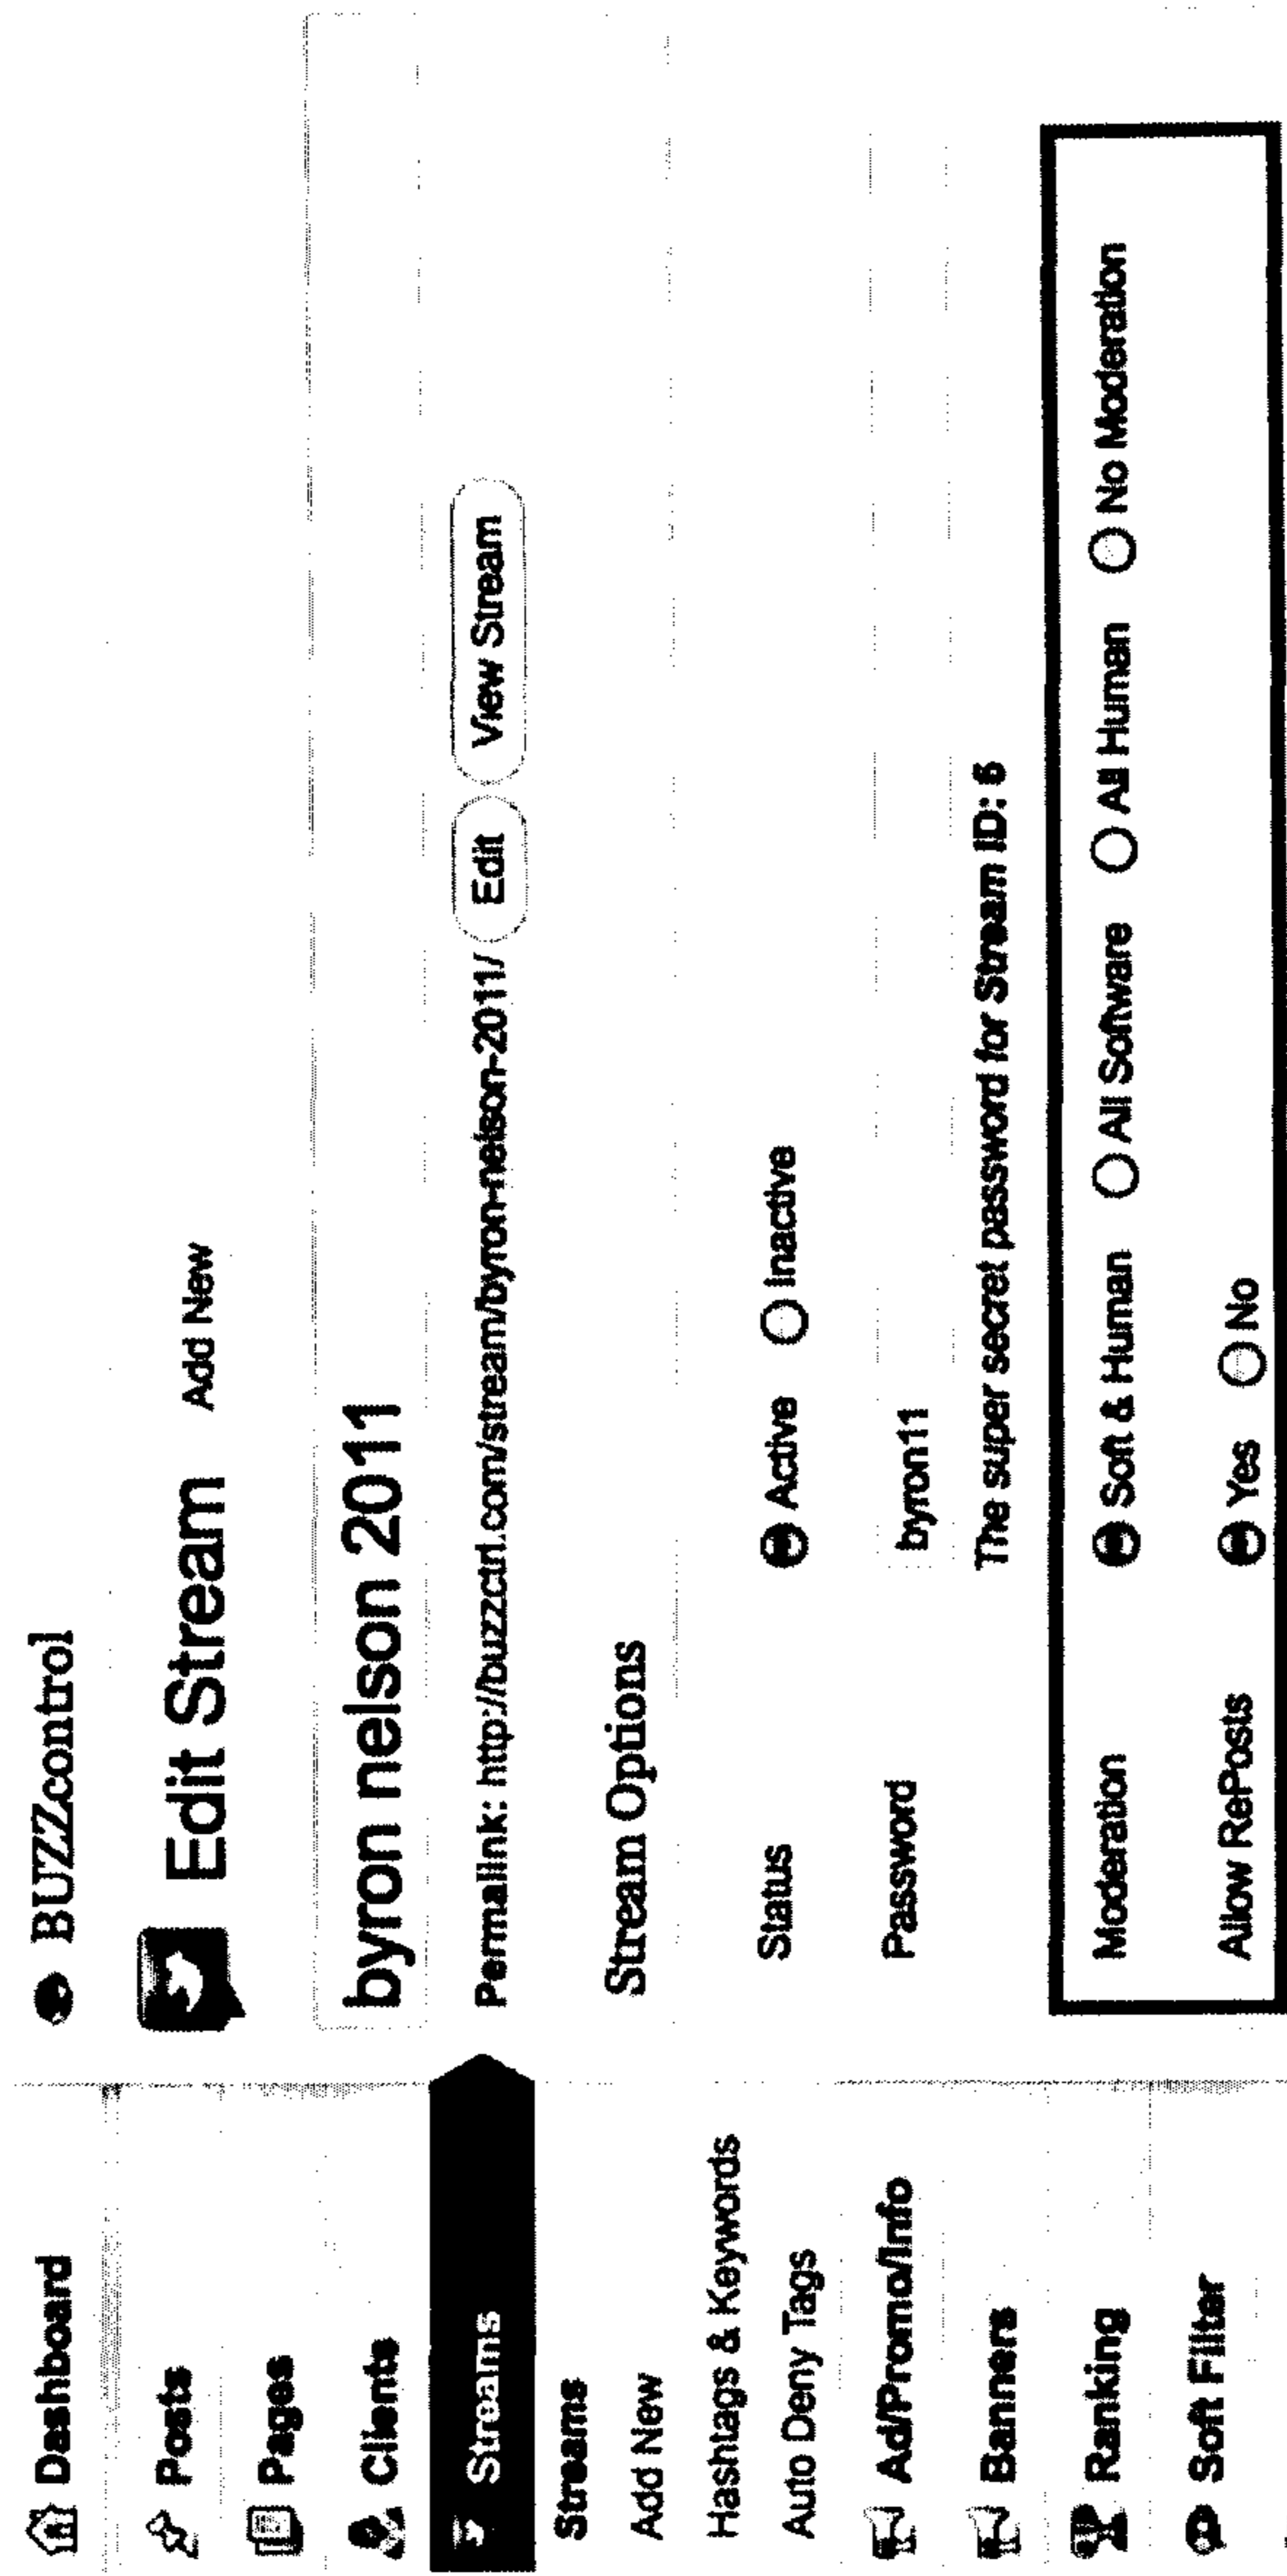 BUZZcontrol
Dashboard
Posts
Pages
Clients
Streams
Streams
Add New
Hashtags & Keywords
Auto Deny Tags
Ad/Promo/Info
Banners
Ranking
Soft Filter
Edit Stream Add New
byron nelson 2011
Permalink: http://buzzctrl.com/stream/byron-nelson-2011/ Edit View Stream
Stream Options
Status Active Inactive
Password byron11
The super secret password for Stream ID: 6
Moderation Soft & Human All Software All Human No Moderation
Allow RePosts Yes No